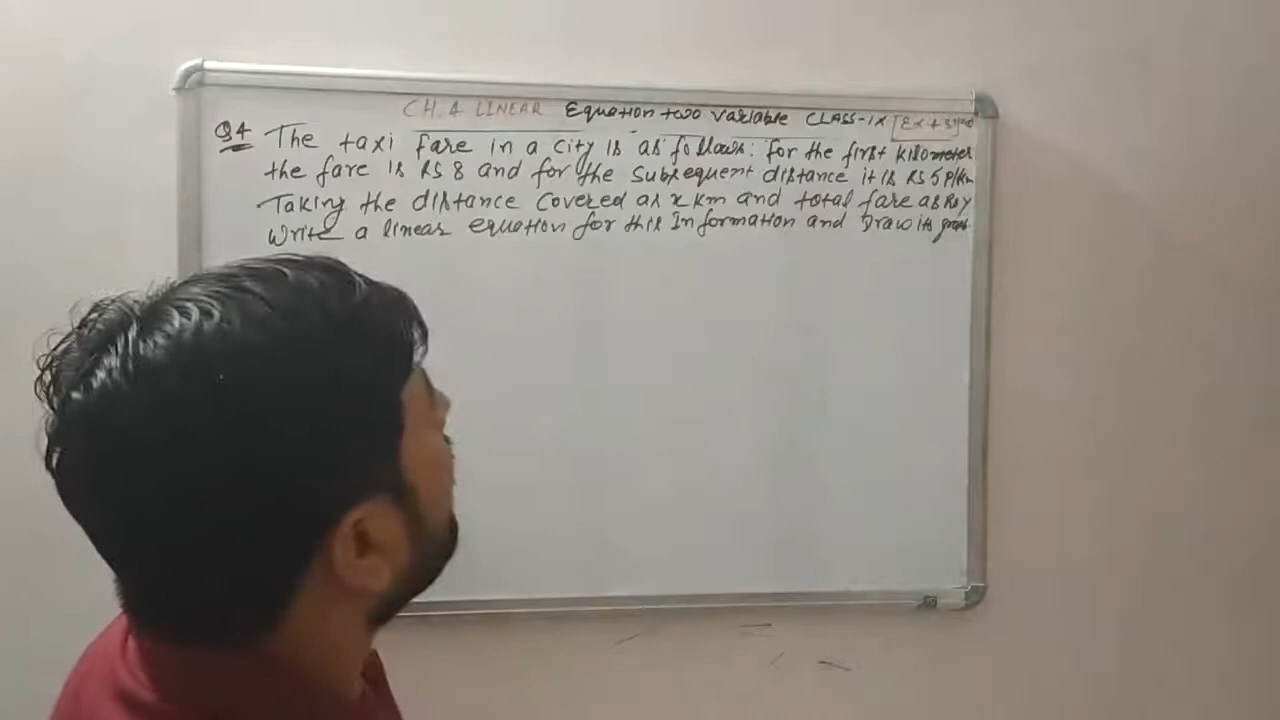 CH.4 LINEAR Equation two variable CLASS-IX
Q4 The taxi fare in a city is as follows: for the first kilometer
the fare is RS 8 and for the subsequent distance it is RS 5 P/Km
Taking the distance covered as x km and total fare as Rs y
Write a linear equation for this Information and Draw its graph